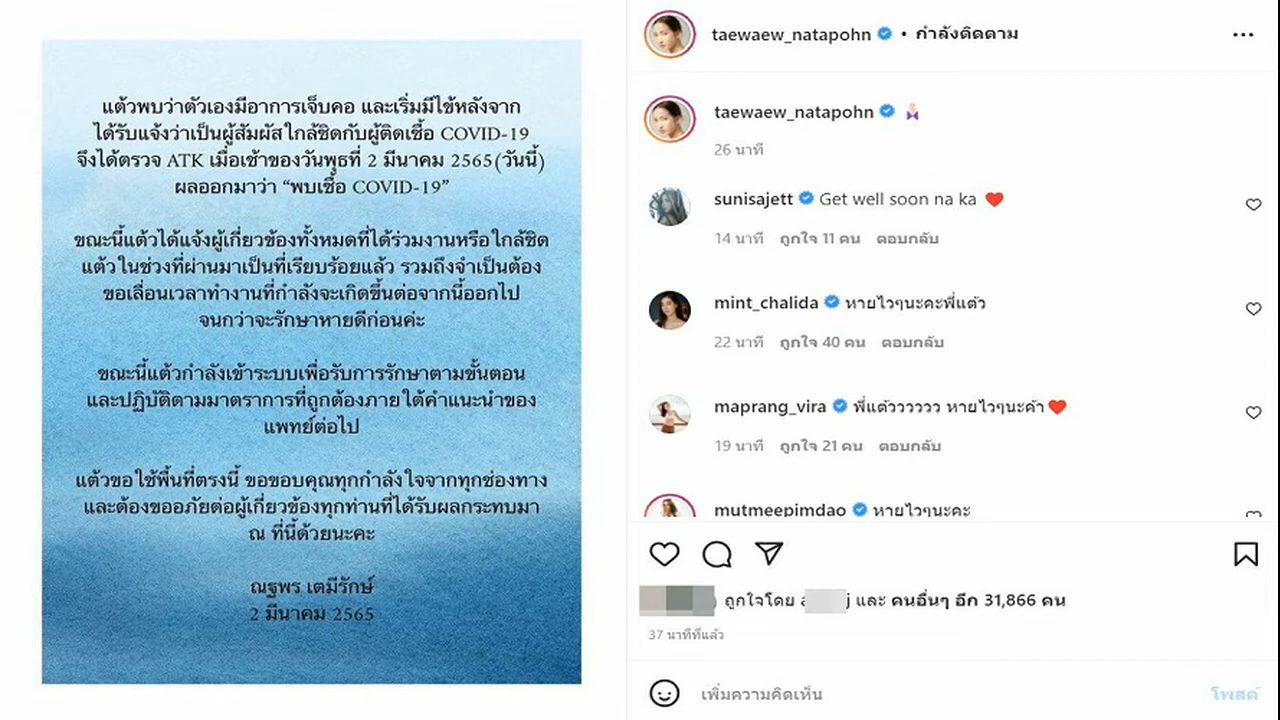 แต้วพบว่าตัวเองมีอาการเจ็บคอ และเริ่มมีไข้หลังจาก
ได้รับแจ้งว่าเป็นผู้สัมผัสใกล้ชิดกับผู้ติดเชื้อ COVID-19
จึงได้ตรวจ ATK เมื่อเช้าของวันพุธที่ 2 มีนาคม 2565(วันนี้)
ผลออกมาว่า “พบเชื้อ COVID-19”
ขณะนี้แต้วได้แจ้งผู้เกี่ยวข้องทั้งหมดที่ได้ร่วมงานหรือใกล้ชิด
แต้วในช่วงที่ผ่านมาเป็นที่เรียบร้อยแล้ว รวมถึงจำเป็นต้อง
ขอเลื่อนเวลาทำงานที่กำลังจะเกิดขึ้นต่อจากนี้ออกไป
จนกว่าจะรักษาหายดีก่อนค่ะ
ขณะนี้แต้วกำลังเข้าระบบเพื่อรับการรักษาตามขั้นตอน
และปฏิบัติตามมาตราการที่ถูกต้องภายใต้คำแนะนำของ
แพทย์ต่อไป
แต้วขอใช้พื้นที่ตรงนี้ ขอขอบคุณทุกกำลังใจจากทุกช่องทาง
และต้องขออภัยต่อผู้เกี่ยวข้องทุกท่านที่ได้รับผลกระทบมา
ณ ที่นี้ด้วยนะคะ
ณฐพร เตมีรักษ์
2 มีนาคม 2565
taewaew_natapohn • กำลังติดตาม
taewaew_natapohn
26 นาที
sunisajett Get well soon na ka ❤
14 นาที ถูกใจ 11 คน ตอบกลับ
mint_chalida หายไวๆนะคะพี่แต้ว
22 นาที ถูกใจ 40 คน ตอบกลับ
maprang_vira พี่แต้วววววว หายไวๆนะค้า❤
19 นาที ถูกใจ 21 คน ตอบกลับ
mutmeepimdao หายไวๆนะคะ
ถูกใจโดย และ คนอื่นๆ อีก 31,866 คน
37 นาทีที่แล้ว
เพิ่มความคิดเห็น
โพสต์